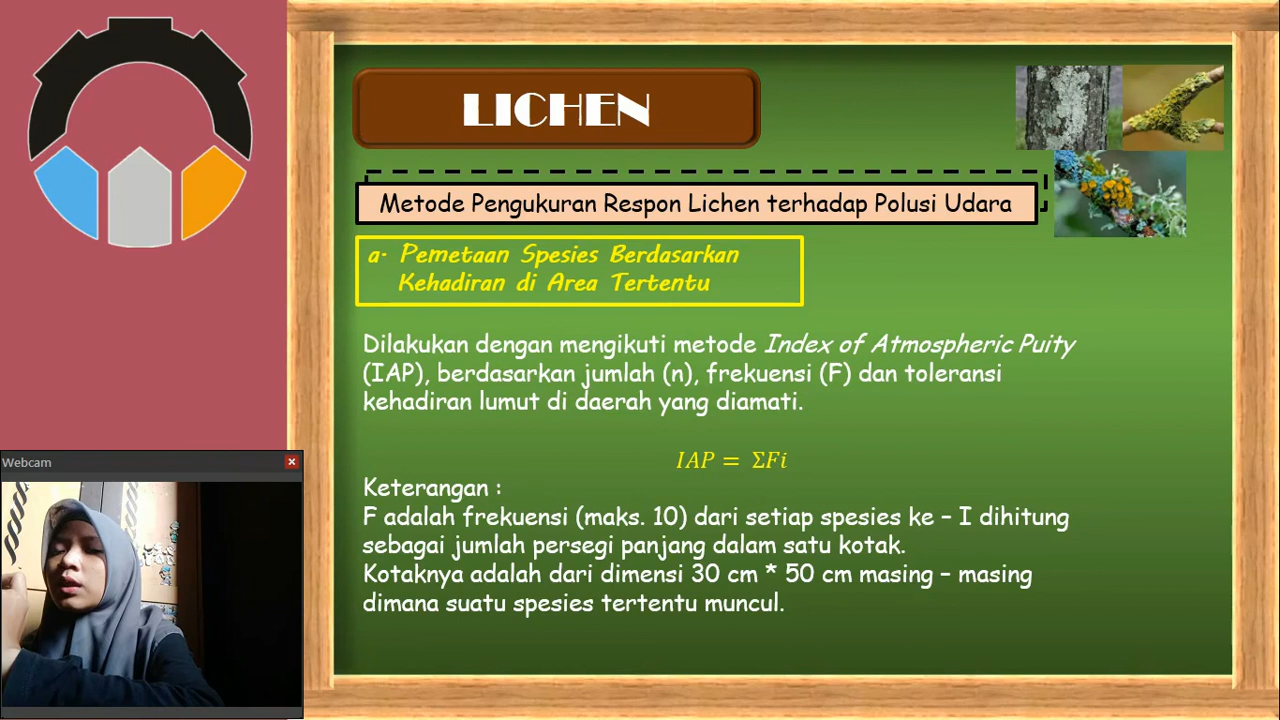 LICHEN
Metode Pengukuran Respon Lichen terhadap Polusi Udara
a. Pemetaan Spesies Berdasarkan
Kehadiran di Area Tertentu
Dilakukan dengan mengikuti metode Index of Atmospheric Puity
(IAP), berdasarkan jumlah (n), frekuensi (F) dan toleransi
kehadiran lumut di daerah yang diamati.
IAP = ΣFi
Keterangan :
F adalah frekuensi (maks. 10) dari setiap spesies ke – I dihitung
sebagai jumlah persegi panjang dalam satu kotak.
Kotaknya adalah dari dimensi 30 cm * 50 cm masing – masing
dimana suatu spesies tertentu muncul.
Webcam